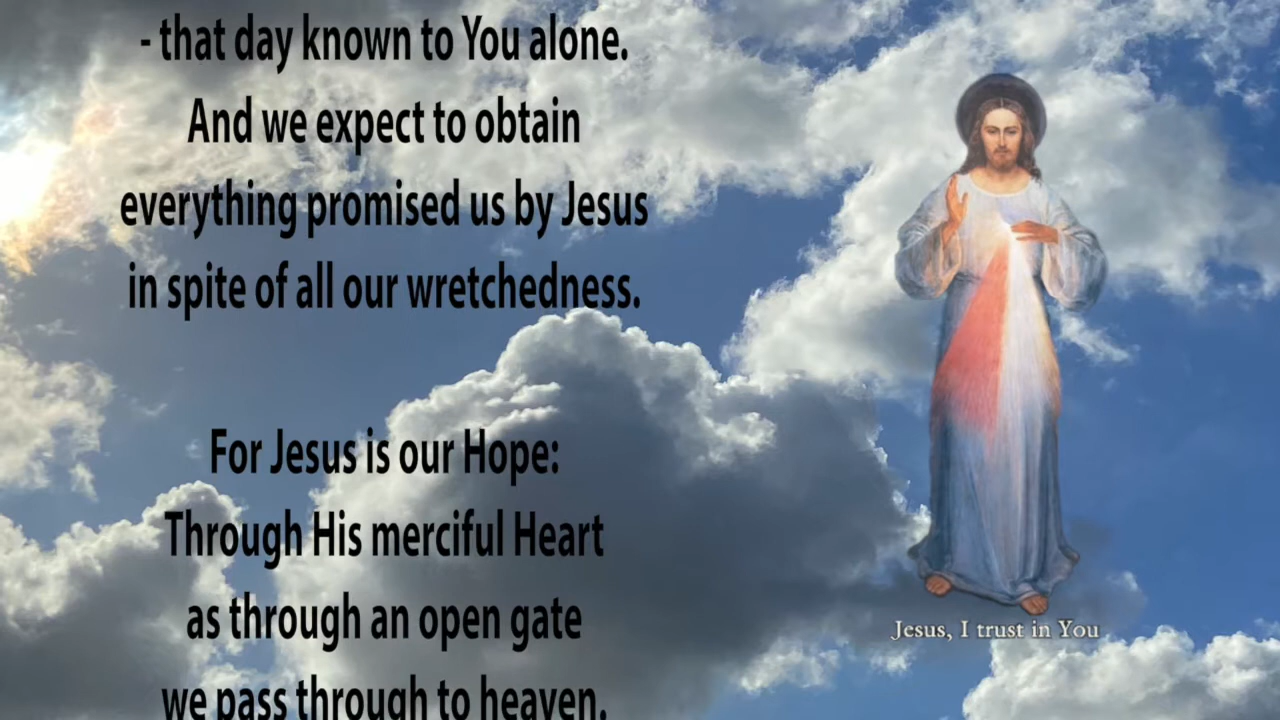 - that day known to You alone.
And we expect to obtain
everything promised us by Jesus
in spite of all our wretchedness.
For Jesus is our Hope:
Through His merciful Heart
as through an open gate
we pass through to heaven.
Jesus, I trust in You